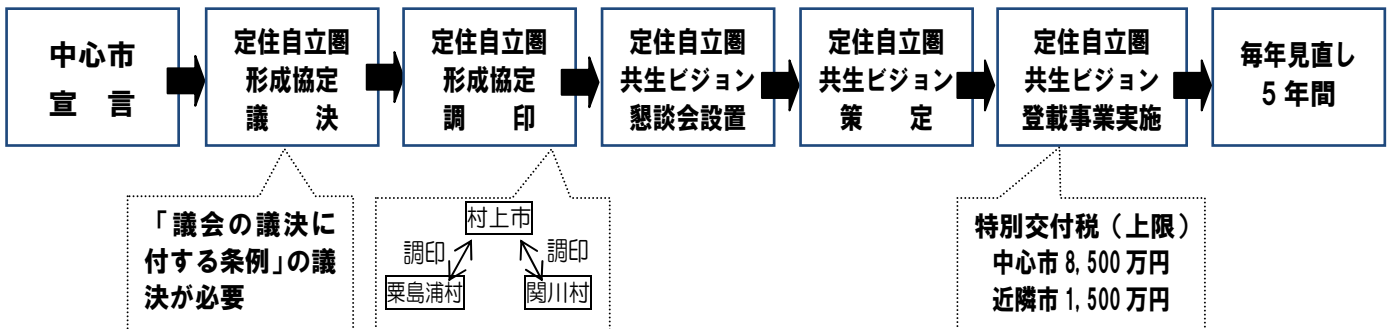 中心市
宣　言
定住自立圏
形成協定
議　　決
定住自立圏
形成協定
調　　印
定住自立圏
共生ビジョン
懇談会設置
定住自立圏
共生ビジョン
策　　定
定住自立圏
共生ビジョン
登載事業実施
毎年見直し
5年間
「議会の議決に
付する条例」の議
決が必要
村上市
調印
調印
粟島浦村
関川村
特別交付税（上限）
中心市 8,500万円
近隣市 1,500万円